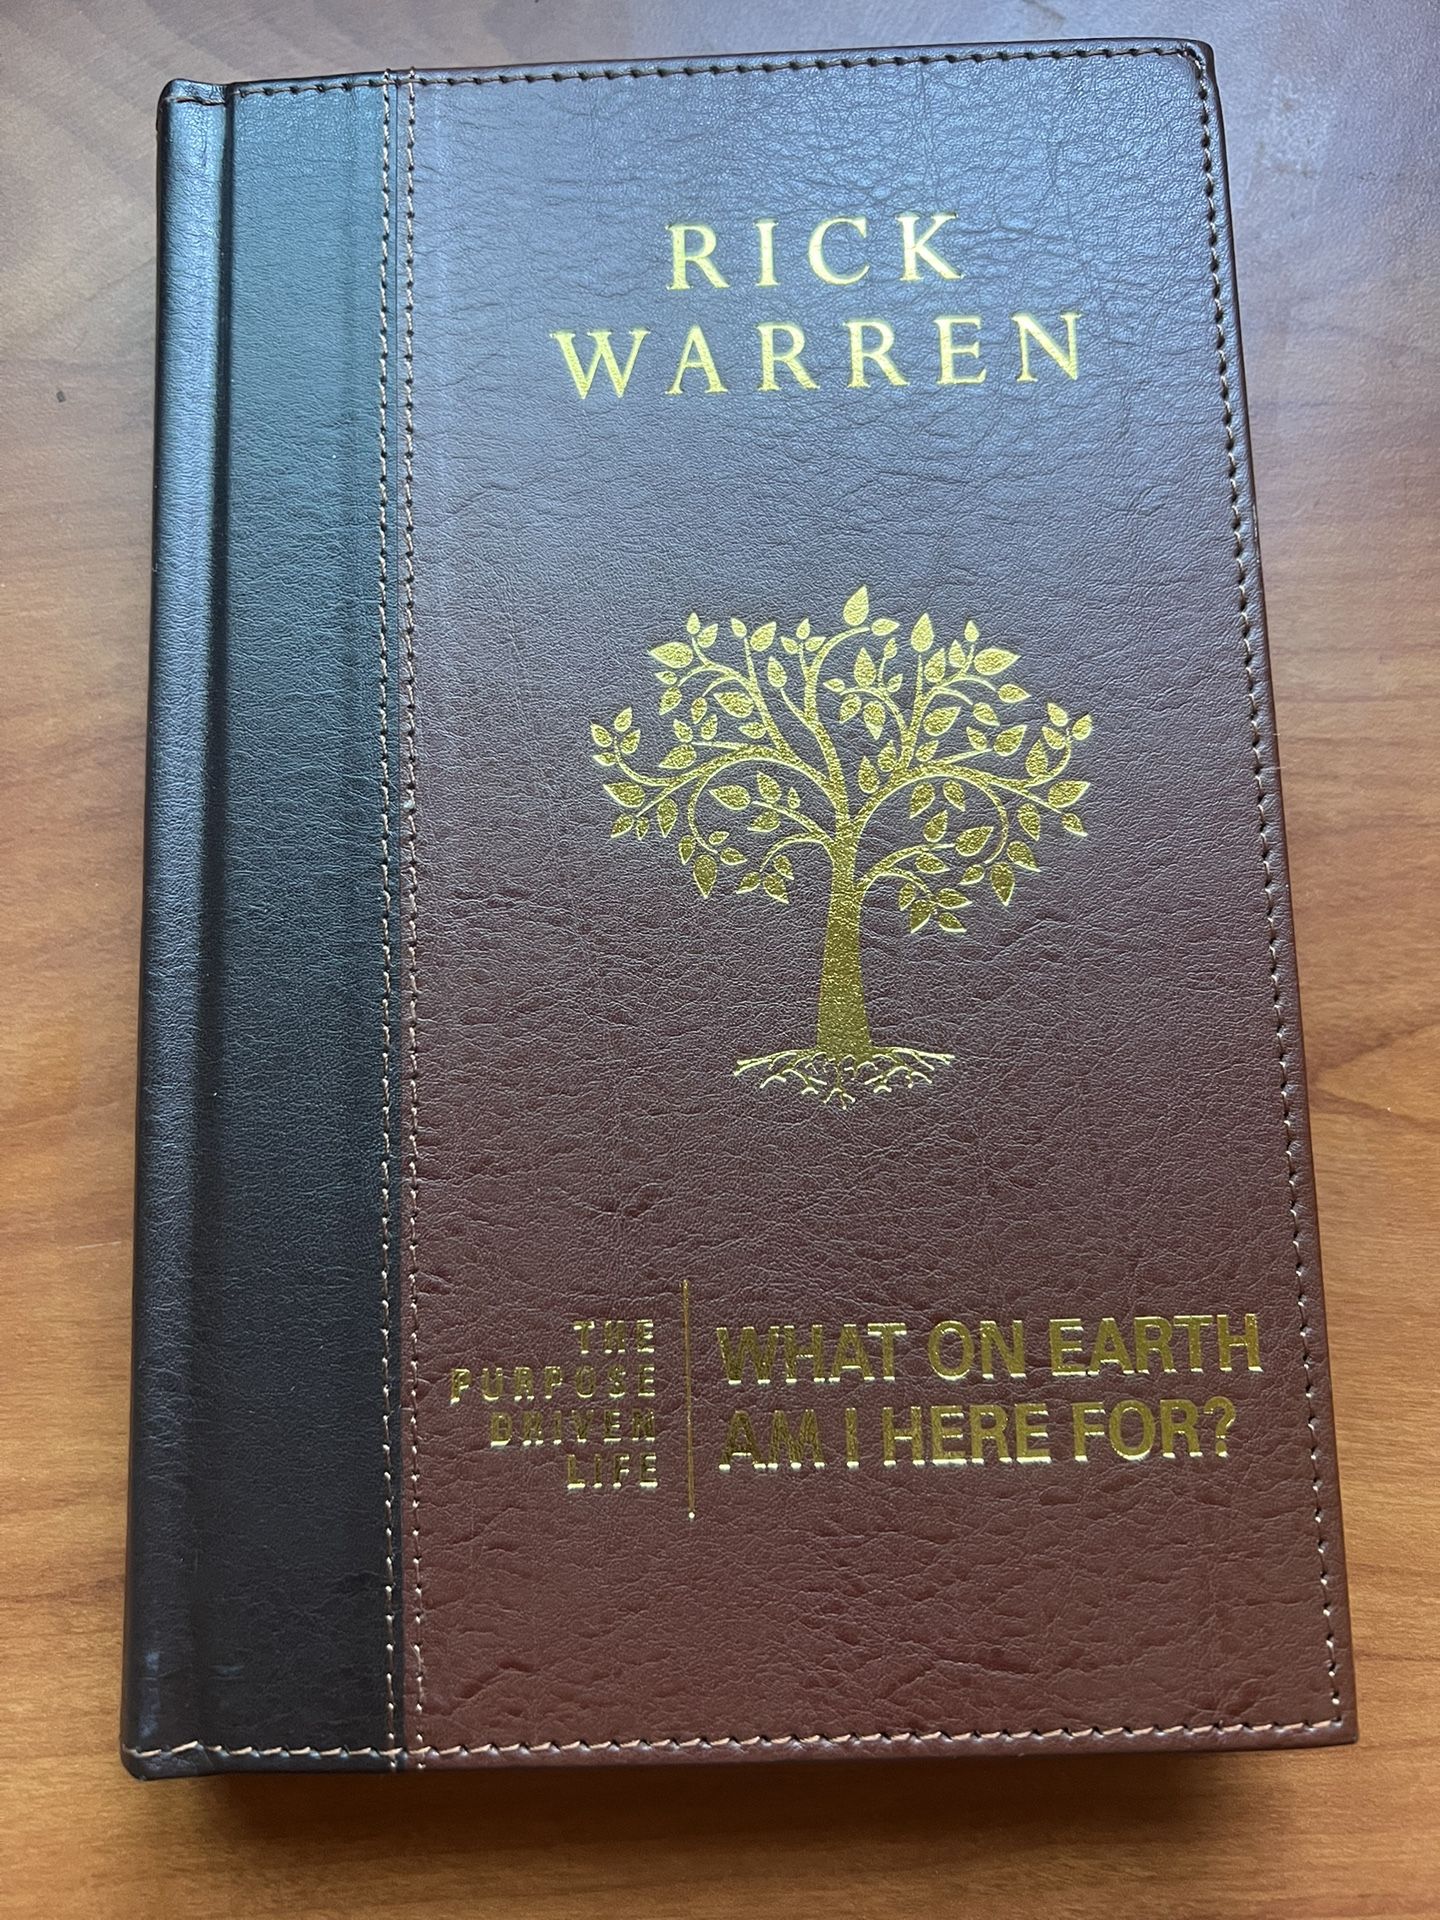 RICK
WARREN
THE
PURPOSE
DRIVEN
LIFE
WHAT ON EARTH
AM I HERE FOR?